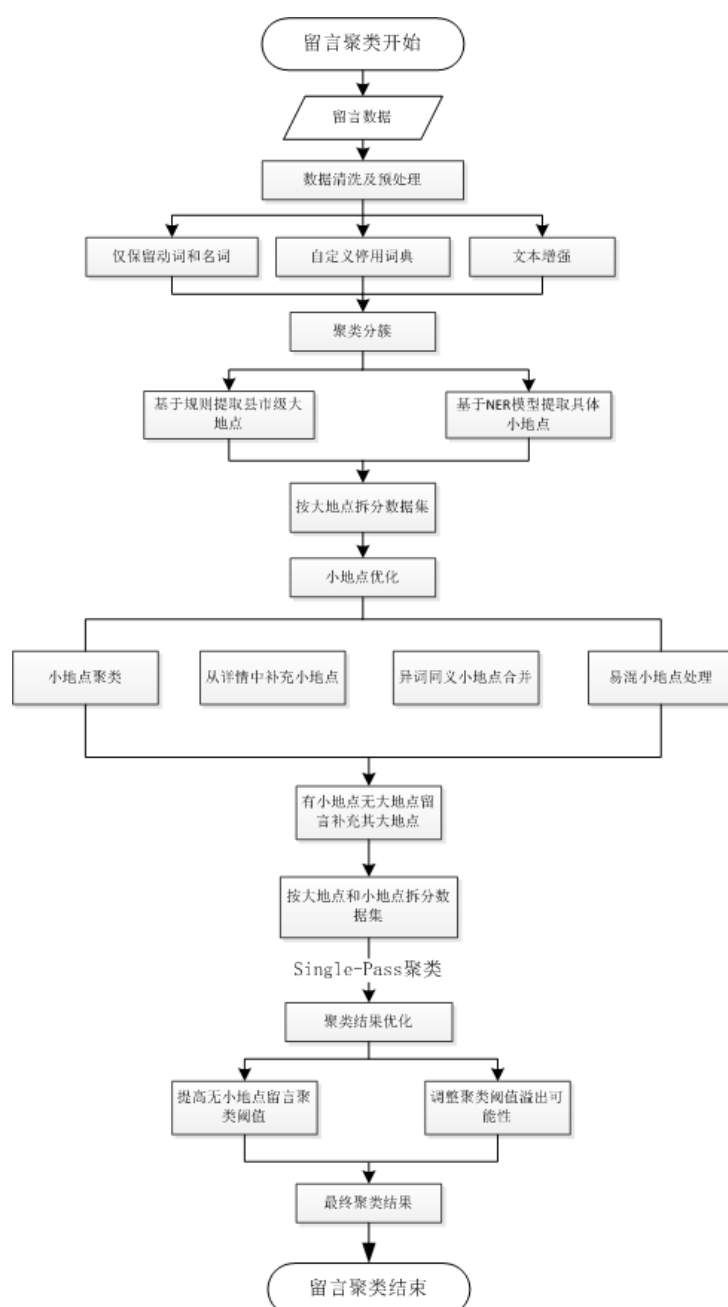 留言聚类开始
留言数据
数据清洗及预处理
仅保留动词和名词
自定义停用词典
文本增强
聚类分簇
基于规则提取县市级大
地点
基于NER模型提取具体
小地点
按大地点拆分数据集
小地点优化
小地点聚类
从详情中补充小地点
异词同义小地点合并
易混小地点处理
有小地点无大地点留
言补充其大地点
按大地点和小地点拆分数
据集
Single-Pass聚类
聚类结果优化
提高无小地点留言聚
类阈值
调整聚类阈值溢出可
能性
最终聚类结果
留言聚类结束